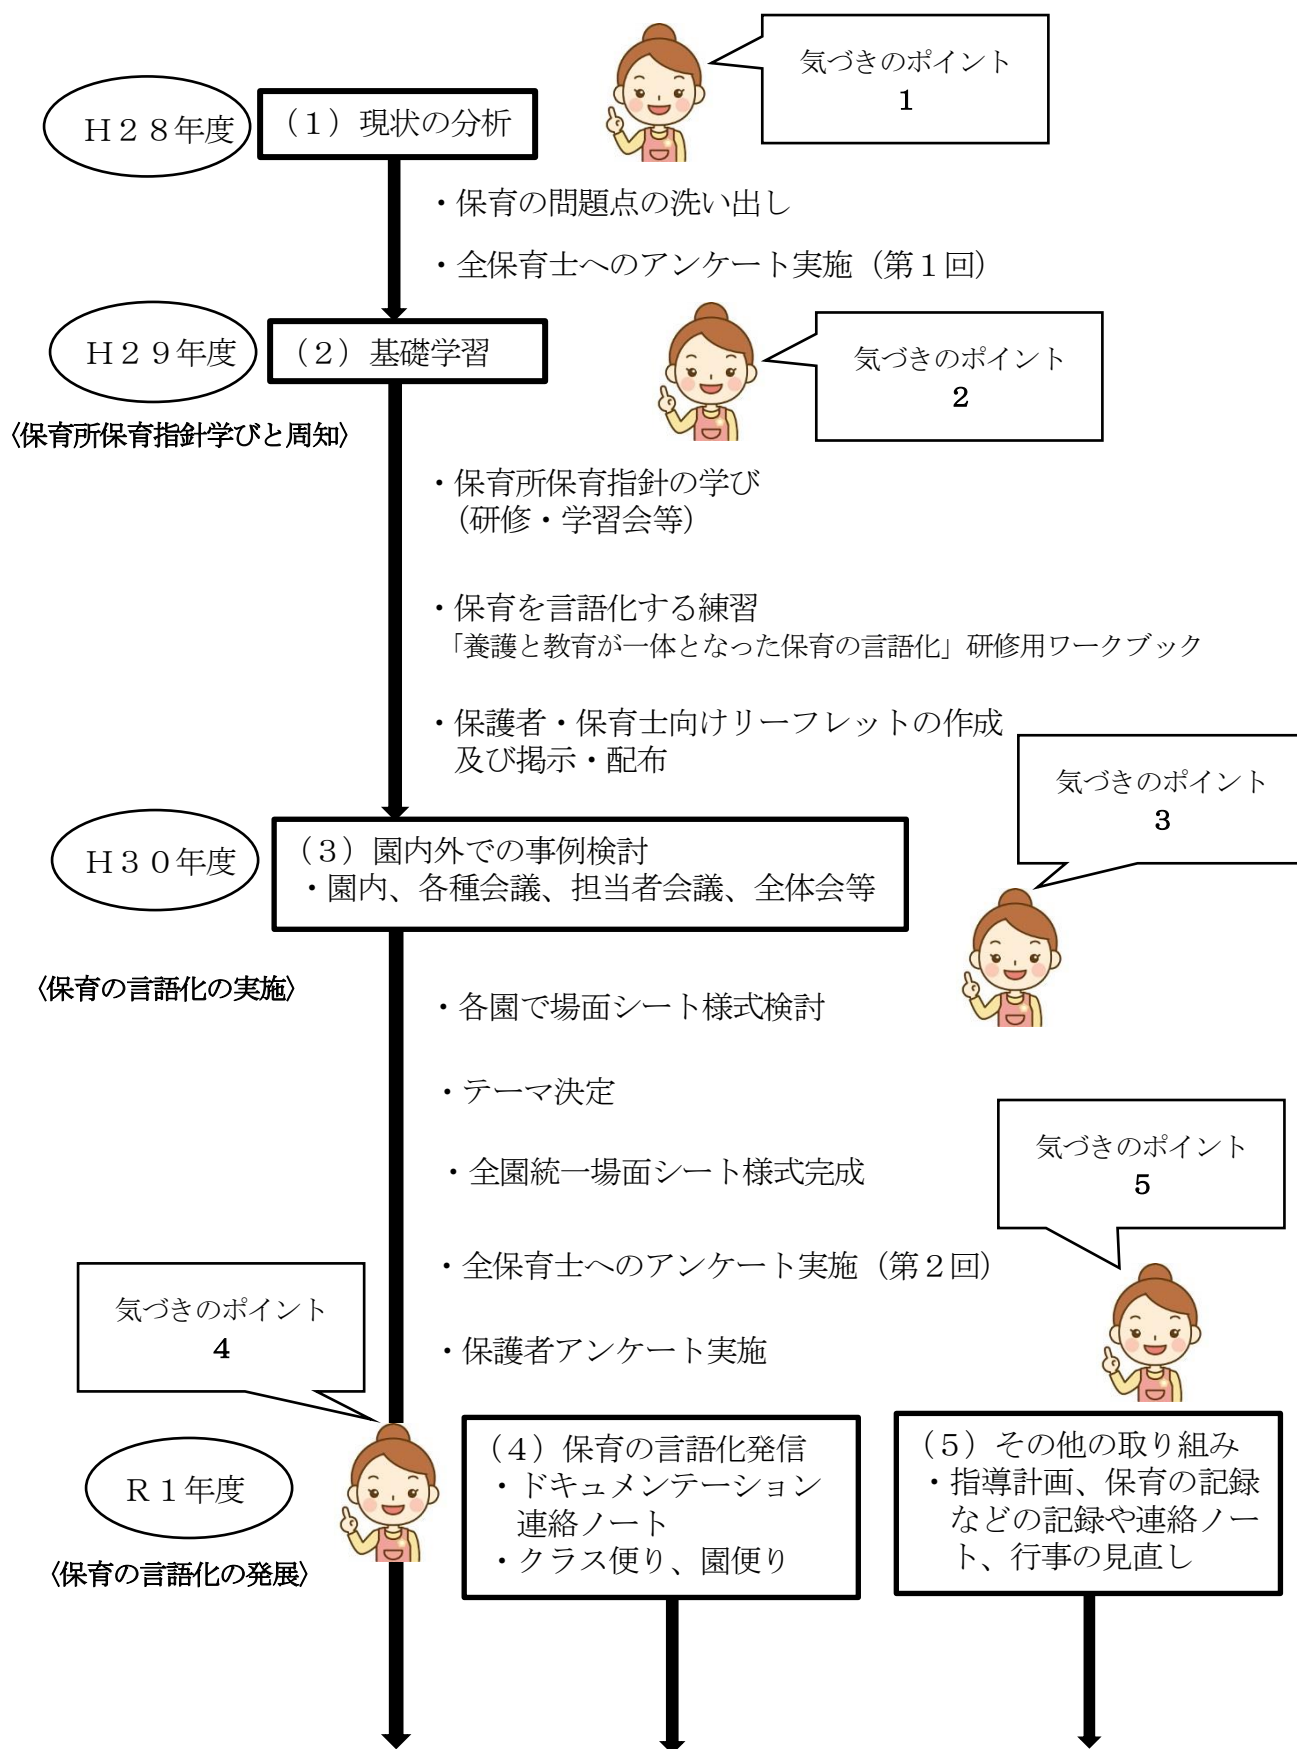 気づきのポイント
1
H28年度
（1）現状の分析
・保育の問題点の洗い出し
・全保育士へのアンケート実施（第1回）
H29年度
（2）基礎学習
気づきのポイント
2
〈保育所保育指針学びと周知〉
・保育所保育指針の学び
（研修・学習会等）
・保育を言語化する練習
「養護と教育が一体となった保育の言語化」研修用ワークブック
・保護者・保育士向けリーフレットの作成
及び掲示・配布
気づきのポイント
3
H30年度
（3）園内外での事例検討
・園内、各種会議、担当者会議、全体会等
〈保育の言語化の実施〉
・各園で場面シート様式検討
・テーマ決定
・全園統一場面シート様式完成
気づきのポイント
5
・全保育士へのアンケート実施（第2回）
気づきのポイント
4
・保護者アンケート実施
R1年度
〈保育の言語化の発展〉
（4）保育の言語化発信
・ドキュメンテーション
連絡ノート
・クラス便り、園便り
（5）その他の取り組み
・指導計画、保育の記録
などの記録や連絡ノー
ト、行事の見直し